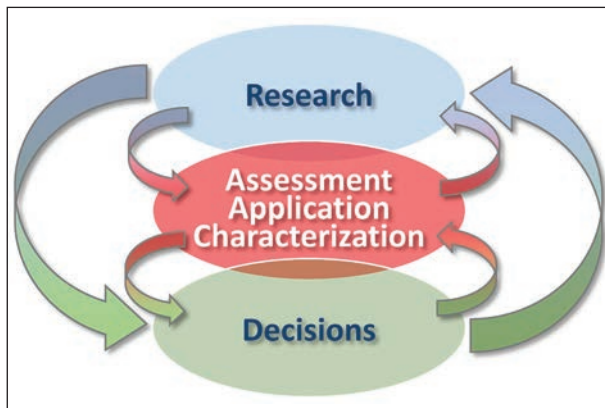 Research
Assessment
Application
Characterization
Decisions